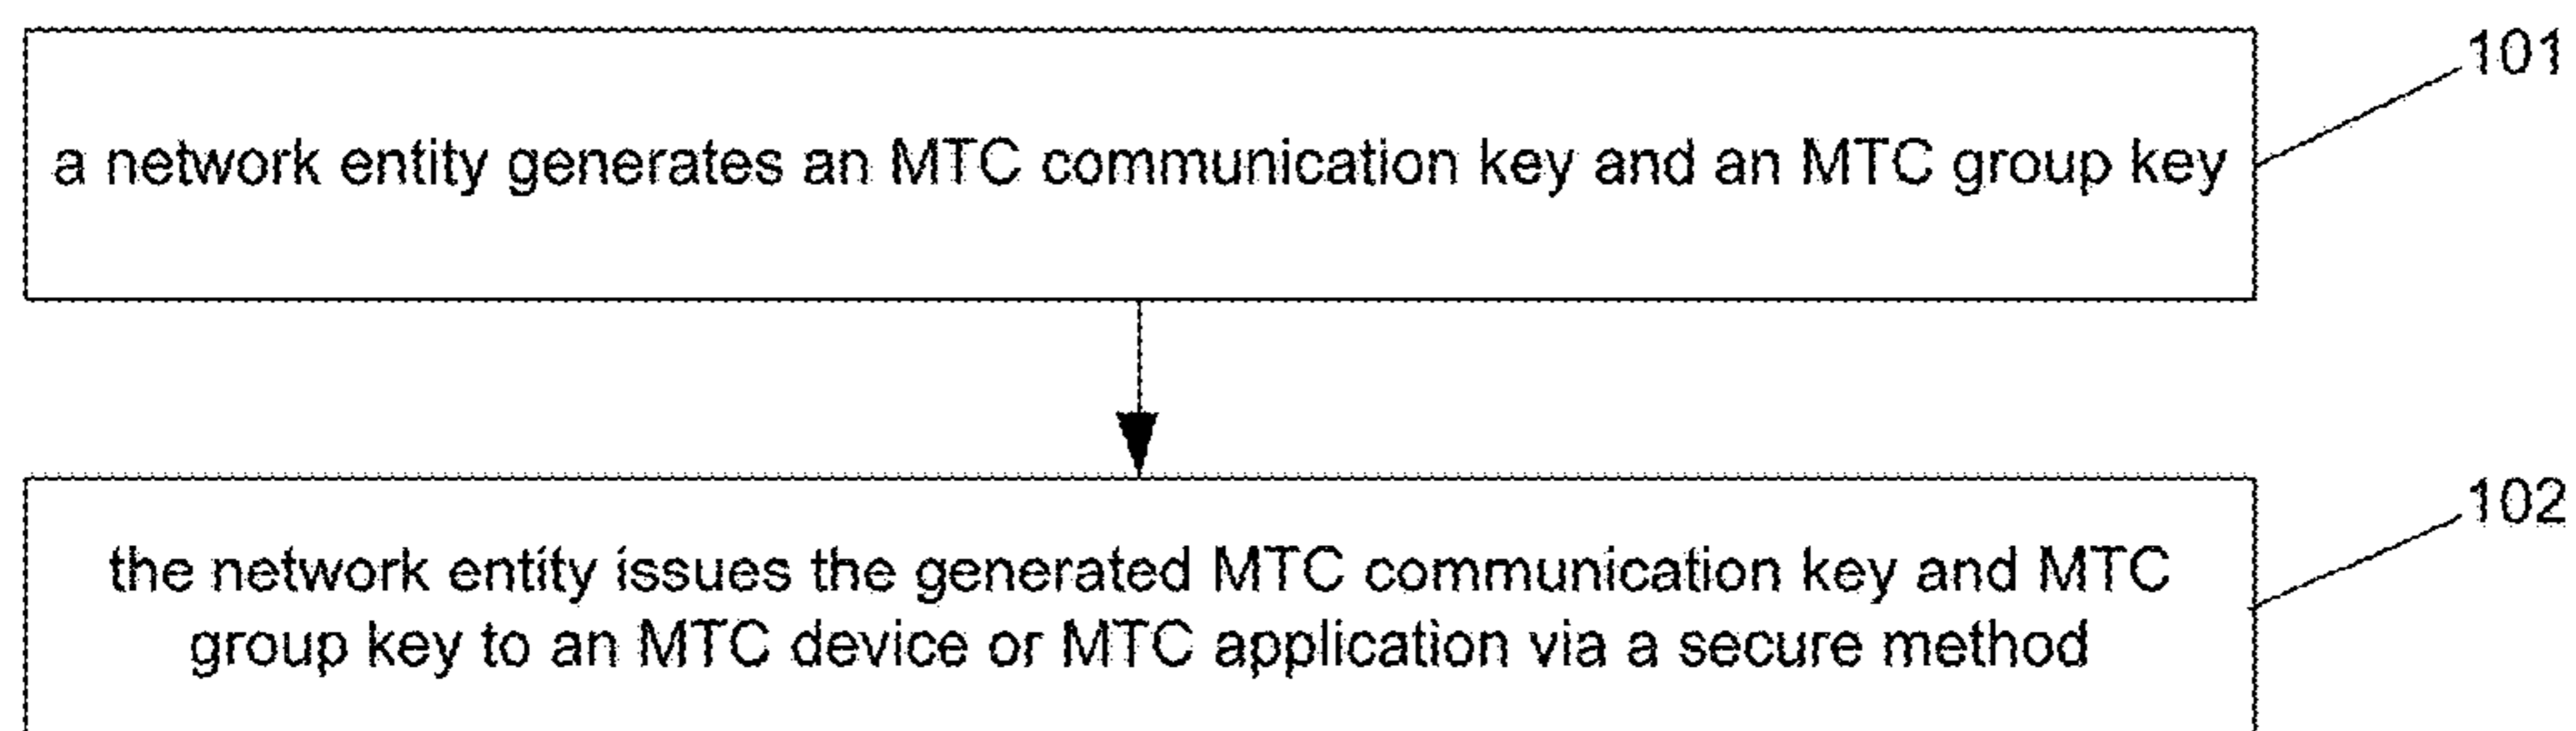 101
a network entity generates an MTC communication key and an MTC group key
102
the network entity issues the generated MTC communication key and MTC
group key to an MTC device or MTC application via a secure method